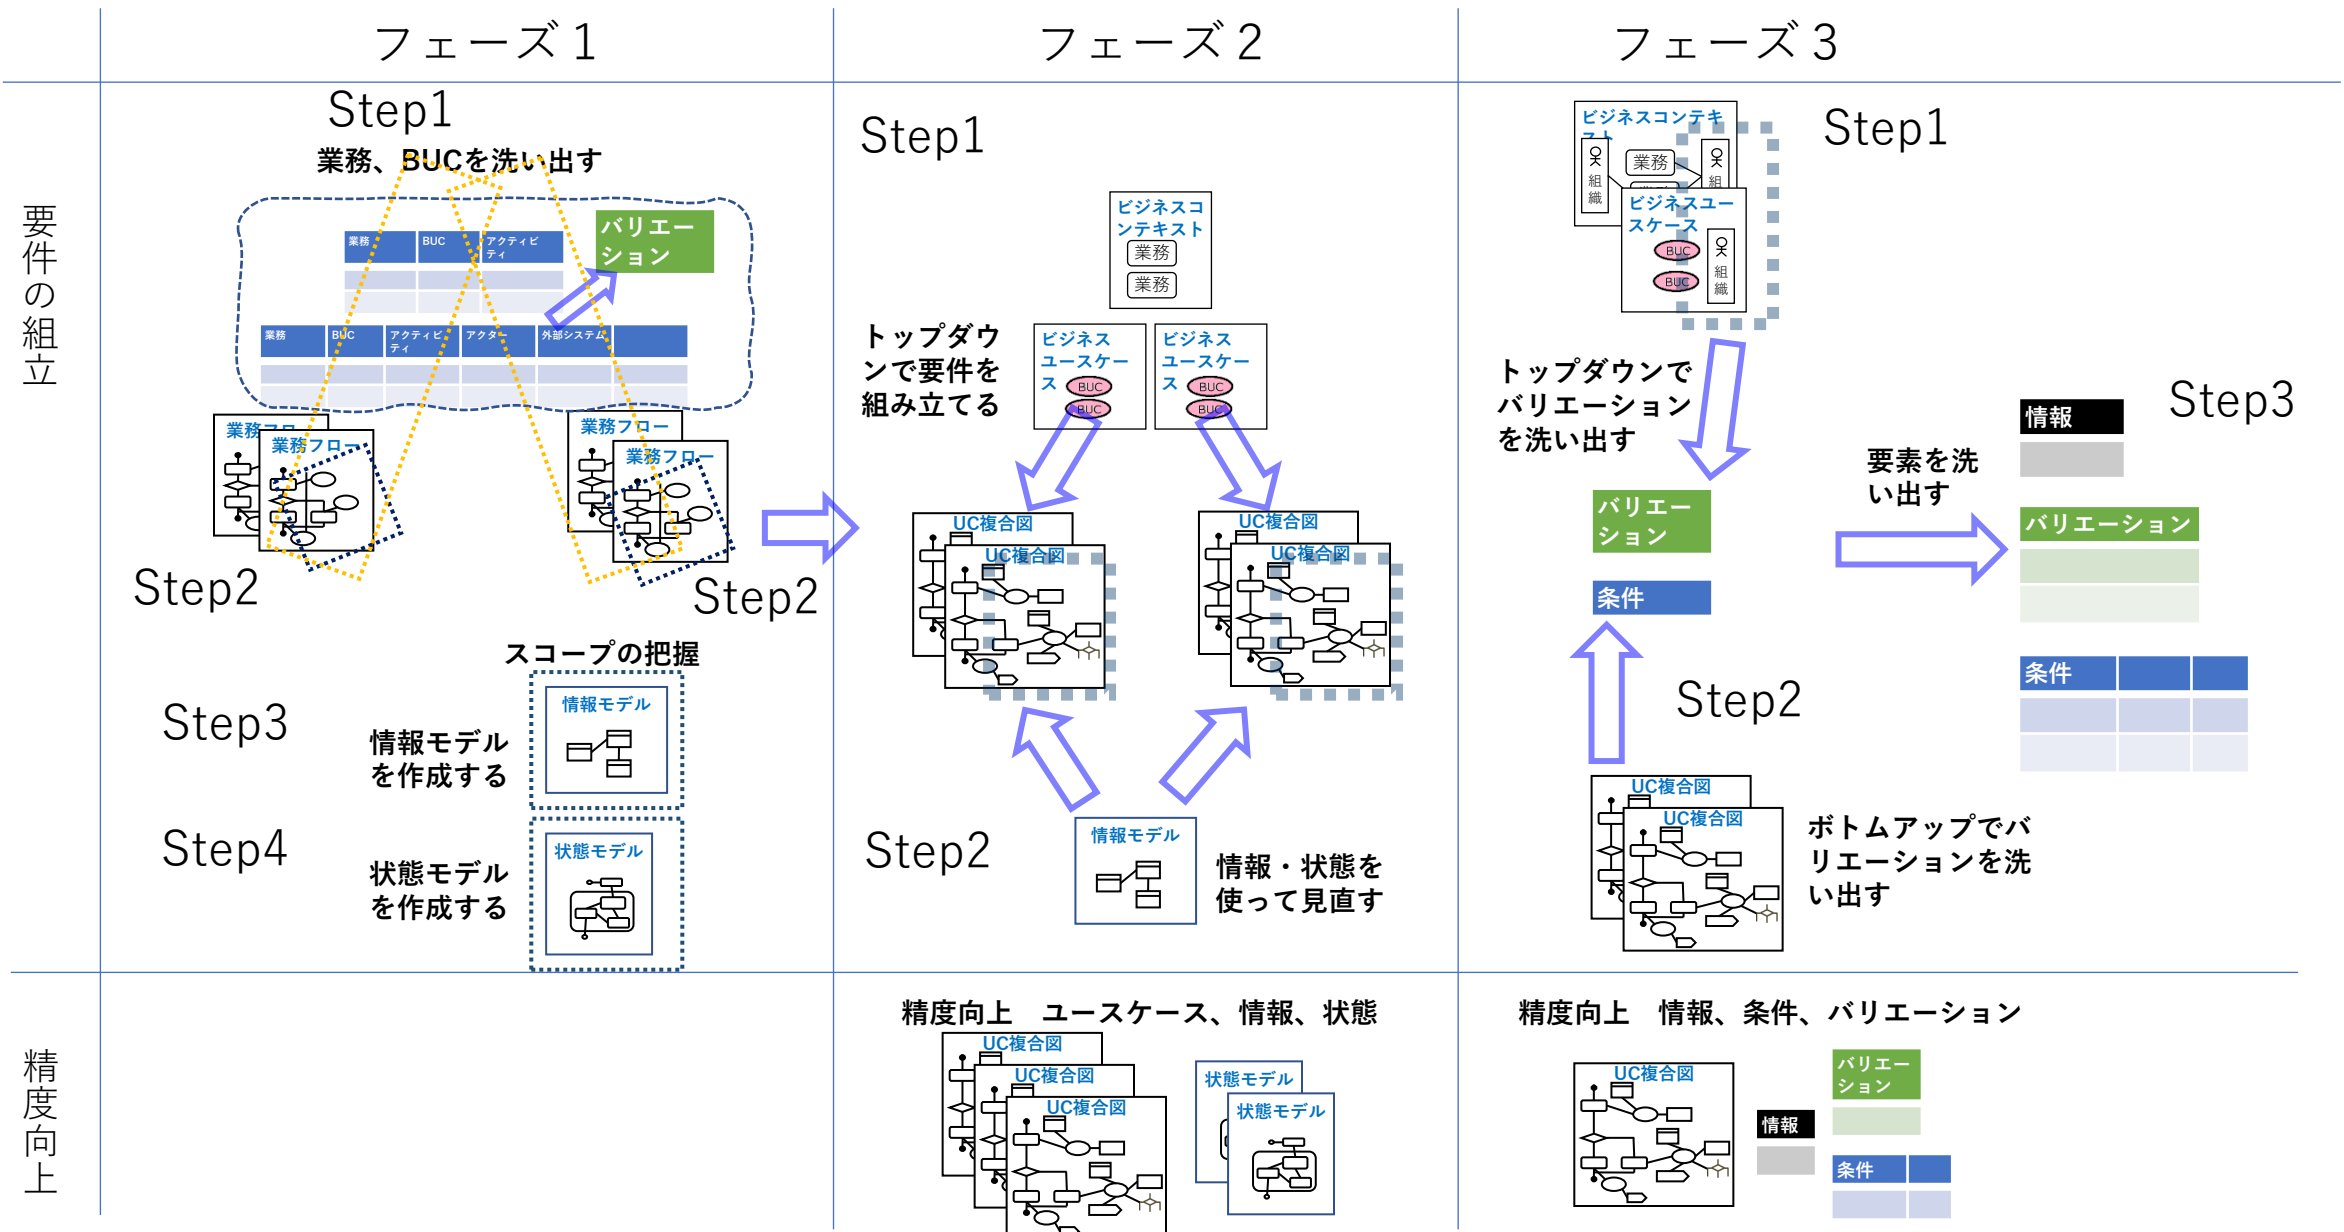 フェーズ1
フェーズ2
フェーズ3
要件の組立
Step1
業務、BUCを洗い出す
バリエー
ション
業務
BUC
アクティビ
ティ
業務
BUC
アクティビ
ティ
アクター
外部システム
業務フロー
業務フロー
業務フロー
業務フロー
Step2
Step2
スコープの把握
Step3
情報モデル
を作成する
情報モデル
Step4
状態モデル
を作成する
状態モデル
Step1
ビジネスコ
ンテキスト
業務
業務
トップダウ
ンで要件を
組み立てる
ビジネス
ユースケー
ス
BUC
BUC
ビジネス
ユースケー
ス
BUC
BUC
UC複合図
UC複合図
UC複合図
UC複合図
Step2
情報モデル
情報・状態を
使って見直す
ビジネスコンテキ
スト
組織
業務
業務
組
ビジネスユー
スケース
BUC
BUC
組織
Step1
トップダウンで
バリエーション
を洗い出す
バリエー
ション
条件
Step2
UC複合図
UC複合図
ボトムアップでバ
リエーションを洗
い出す
要素を洗
い出す
Step3
情報
バリエーション
条件
精度向上
精度向上　ユースケース、情報、状態
UC複合図
UC複合図
UC複合図
状態モデル
状態モデル
精度向上　情報、条件、バリエーション
UC複合図
情報
バリエー
ション
条件